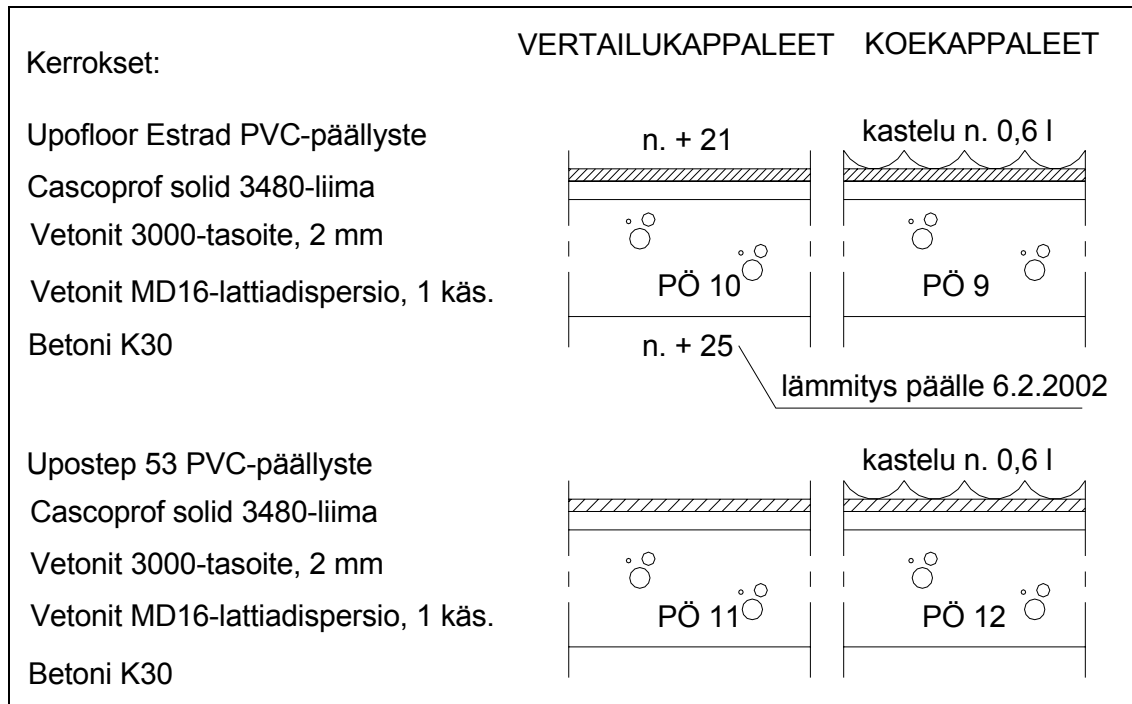 VERTAILUKAPPALEET KOEKAPPALEET
Kerrokset:
Upofloor Estrad PVC-päällyste
n. + 21
kastelu n. 0,6 l
Cascoprof solid 3480-liima
Vetonit 3000-tasoite, 2 mm
Vetonit MD16-lattiadispersio, 1 käs.
PÖ 10
PÖ 9
Betoni K30
n. + 25
lämmitys päälle 6.2.2002
Upostep 53 PVC-päällyste
kastelu n. 0,6 l
Cascoprof solid 3480-liima
Vetonit 3000-tasoite, 2 mm
Vetonit MD16-lattiadispersio, 1 käs.
PÖ 11
PÖ 12
Betoni K30